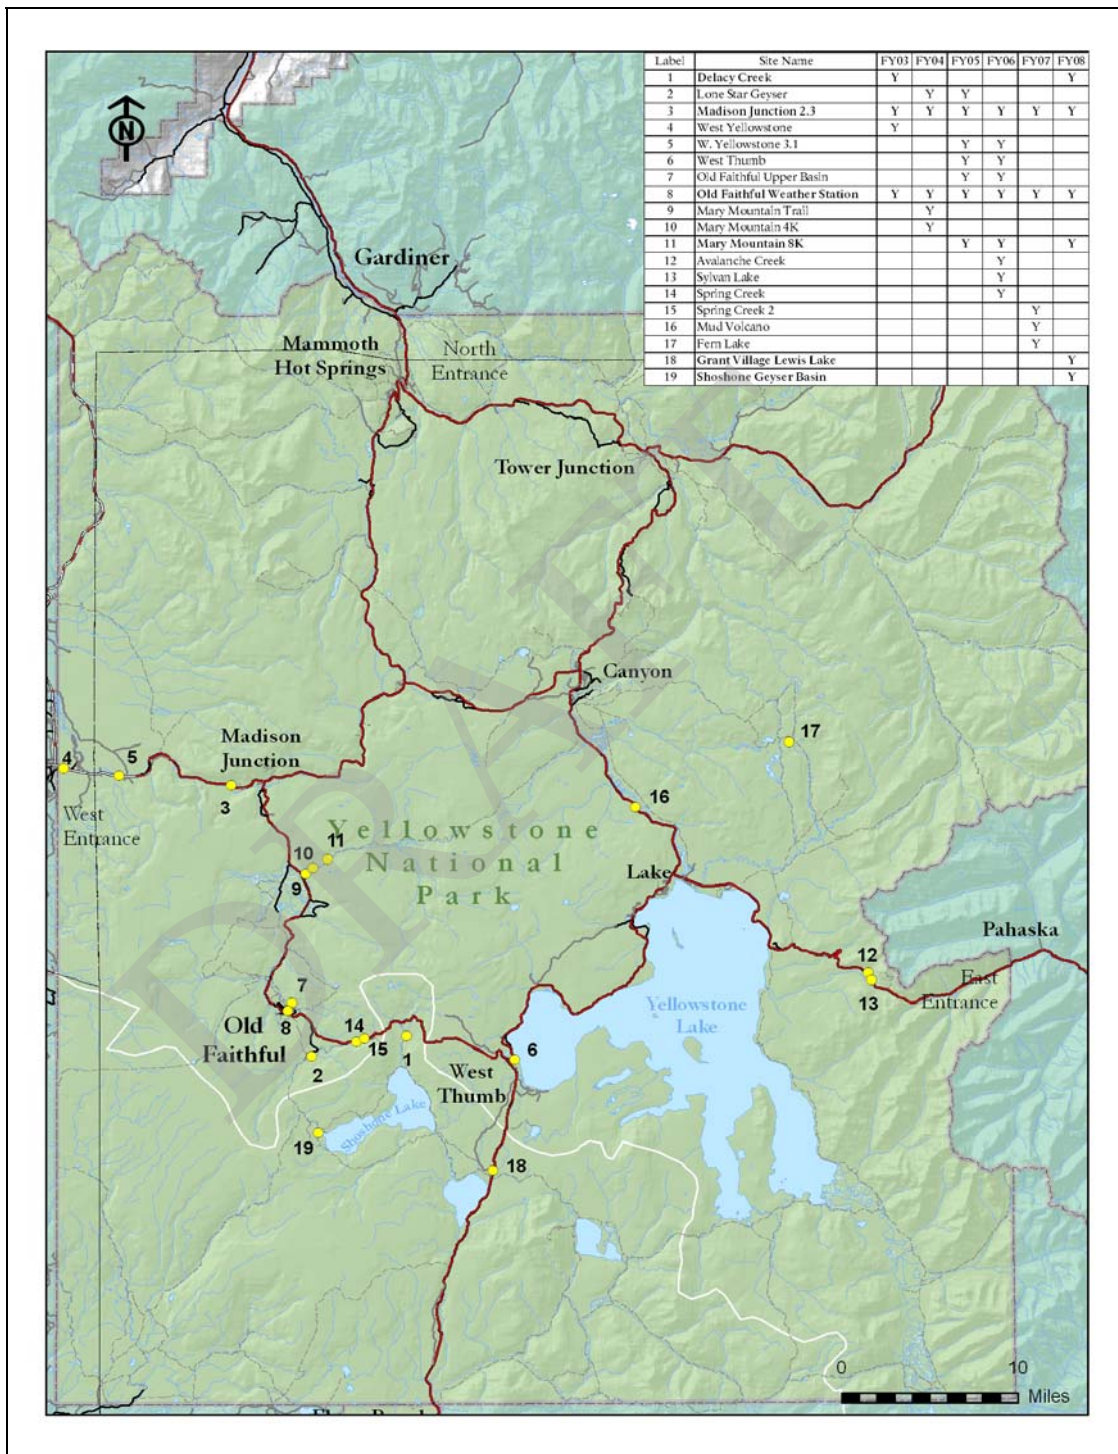 Label Site Name FY03 FY04 FY05 FY06 FY07 FY08
1 Delacy Creek Y Y
2 Lone Star Geyser Y Y
3 Madison Junction 2.3 Y Y Y Y Y Y
4 West Yellowstone Y
5 W. Yellowstone 3.1 Y Y
6 West Thumb Y Y
7 Old Faithful Upper Basin Y Y
8 Old Faithful Weather Station Y Y Y Y Y Y
9 Mary Mountain Trail Y
10 Mary Mountain 4K Y
11 Mary Mountain 8K Y Y Y
12 Avalanche Creek Y
13 Sylvan Lake Y
14 Spring Creek Y
15 Spring Creek 2 Y
16 Mud Volcano Y
17 Fern Lake Y
18 Grant Village Lewis Lake Y
19 Shoshone Geyser Basin Y
N
Gardiner
Mammoth
Hot Springs
North
Entrance
Tower Junction
Canyon
Madison
Junction
17
4
5
3
16
West
Entrance
10
11
9
Yellowstone
National
Park
Lake
Pahaska
12
13
East
Entrance
7
8
Old
Faithful
14
15
2
1
Yellowstone
Lake
West
Thumb
6
19
Shoshone Lake
18
0 10
Miles
DRAFT